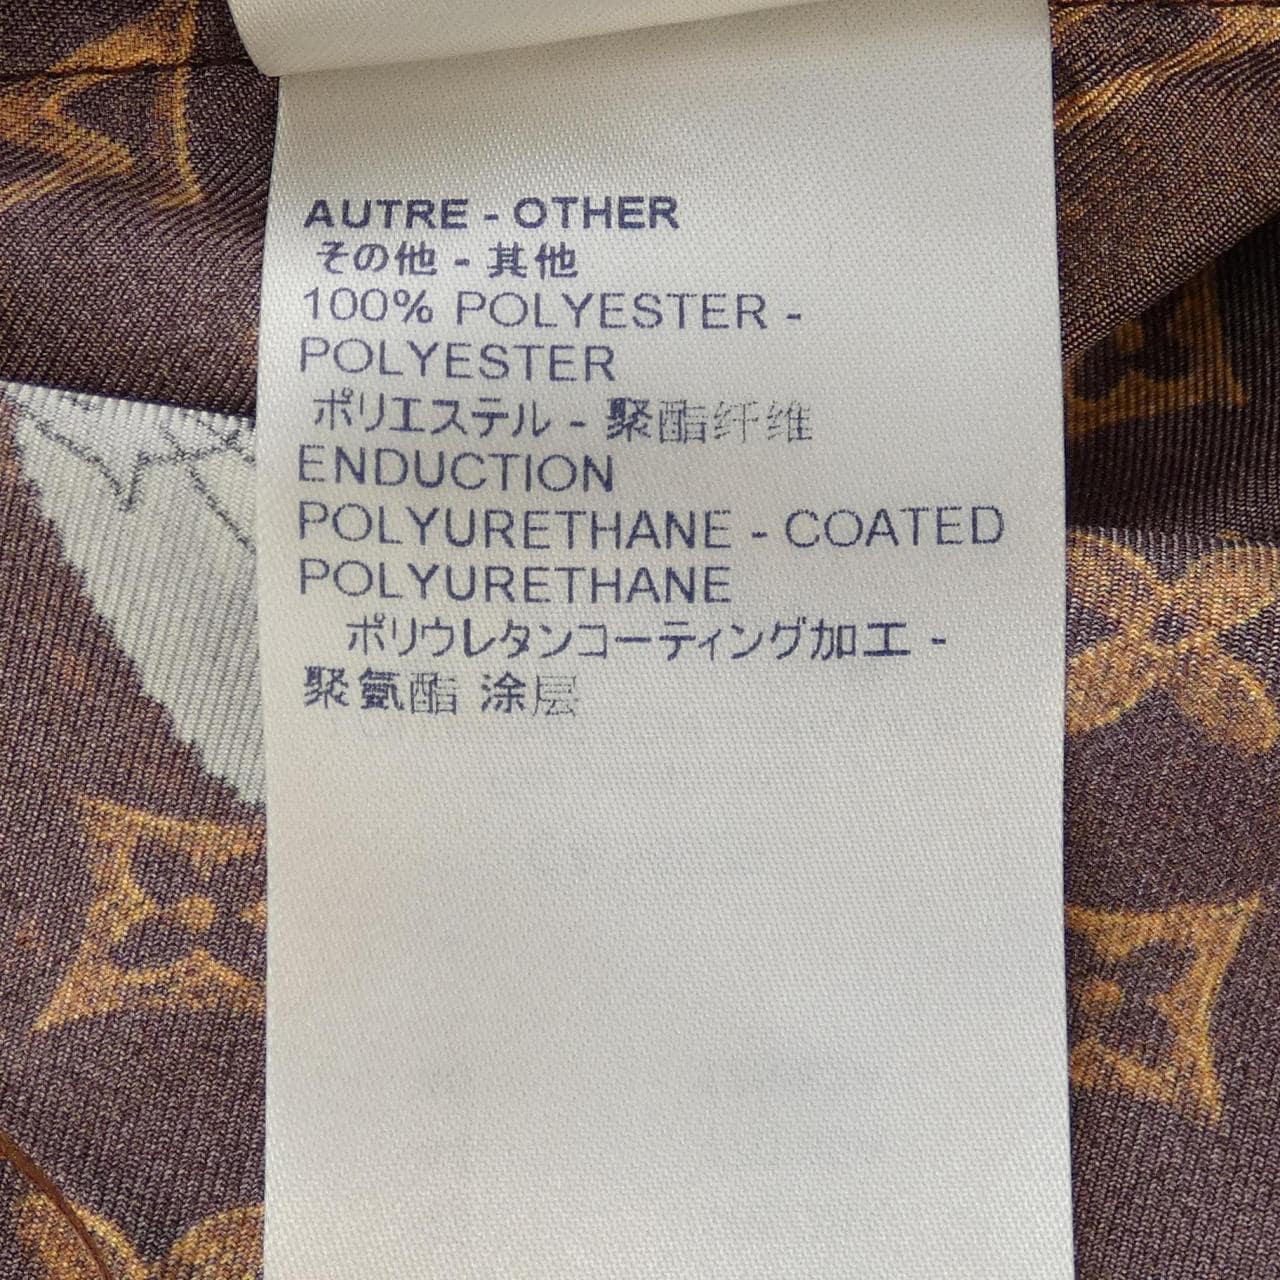 AUTRE - OTHER
その他 - 其他
100% POLYESTER -
POLYESTER
ポリエステル - 聚酯纤维
ENDUCTION
POLYURETHANE - COATED
POLYURETHANE
ポリウレタンコーティング加工 -
聚氨酯 涂层